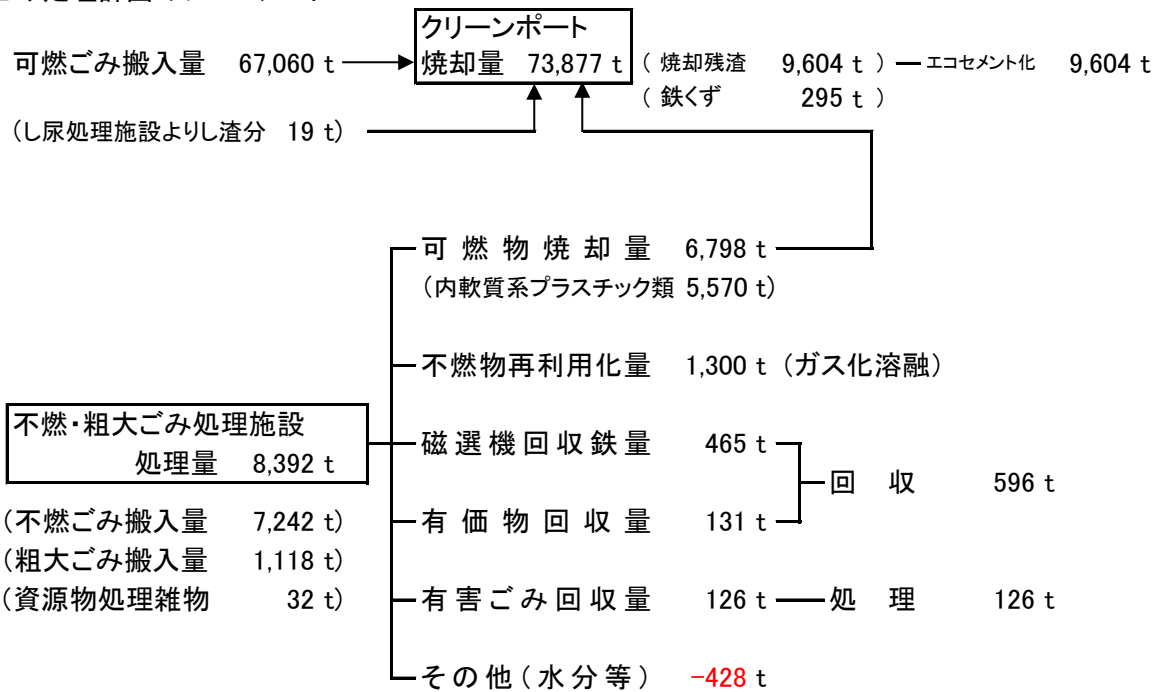 クリーンポート
可燃ごみ搬入量 67,060 t 焼却量 73,877 t ( 焼却残渣 9,604 t ) エコセメント化 9,604 t
( 鉄くず 295 t )
(し尿処理施設よりし渣分 19 t)
可燃物焼却量 6,798 t
(内軟質系プラスチック類 5,570 t)
不燃物再利用化量 1,300 t (ガス化溶融)
不燃・粗大ごみ処理施設
処理量 8,392 t
磁選機回収鉄量 465 t
回収 596 t
(不燃ごみ搬入量 7,242 t)
有価物回収量 131 t
(粗大ごみ搬入量 1,118 t)
(資源物処理雑物 32 t)
有害ごみ回収量 126 t 処理 126 t
その他(水分等) -428 t